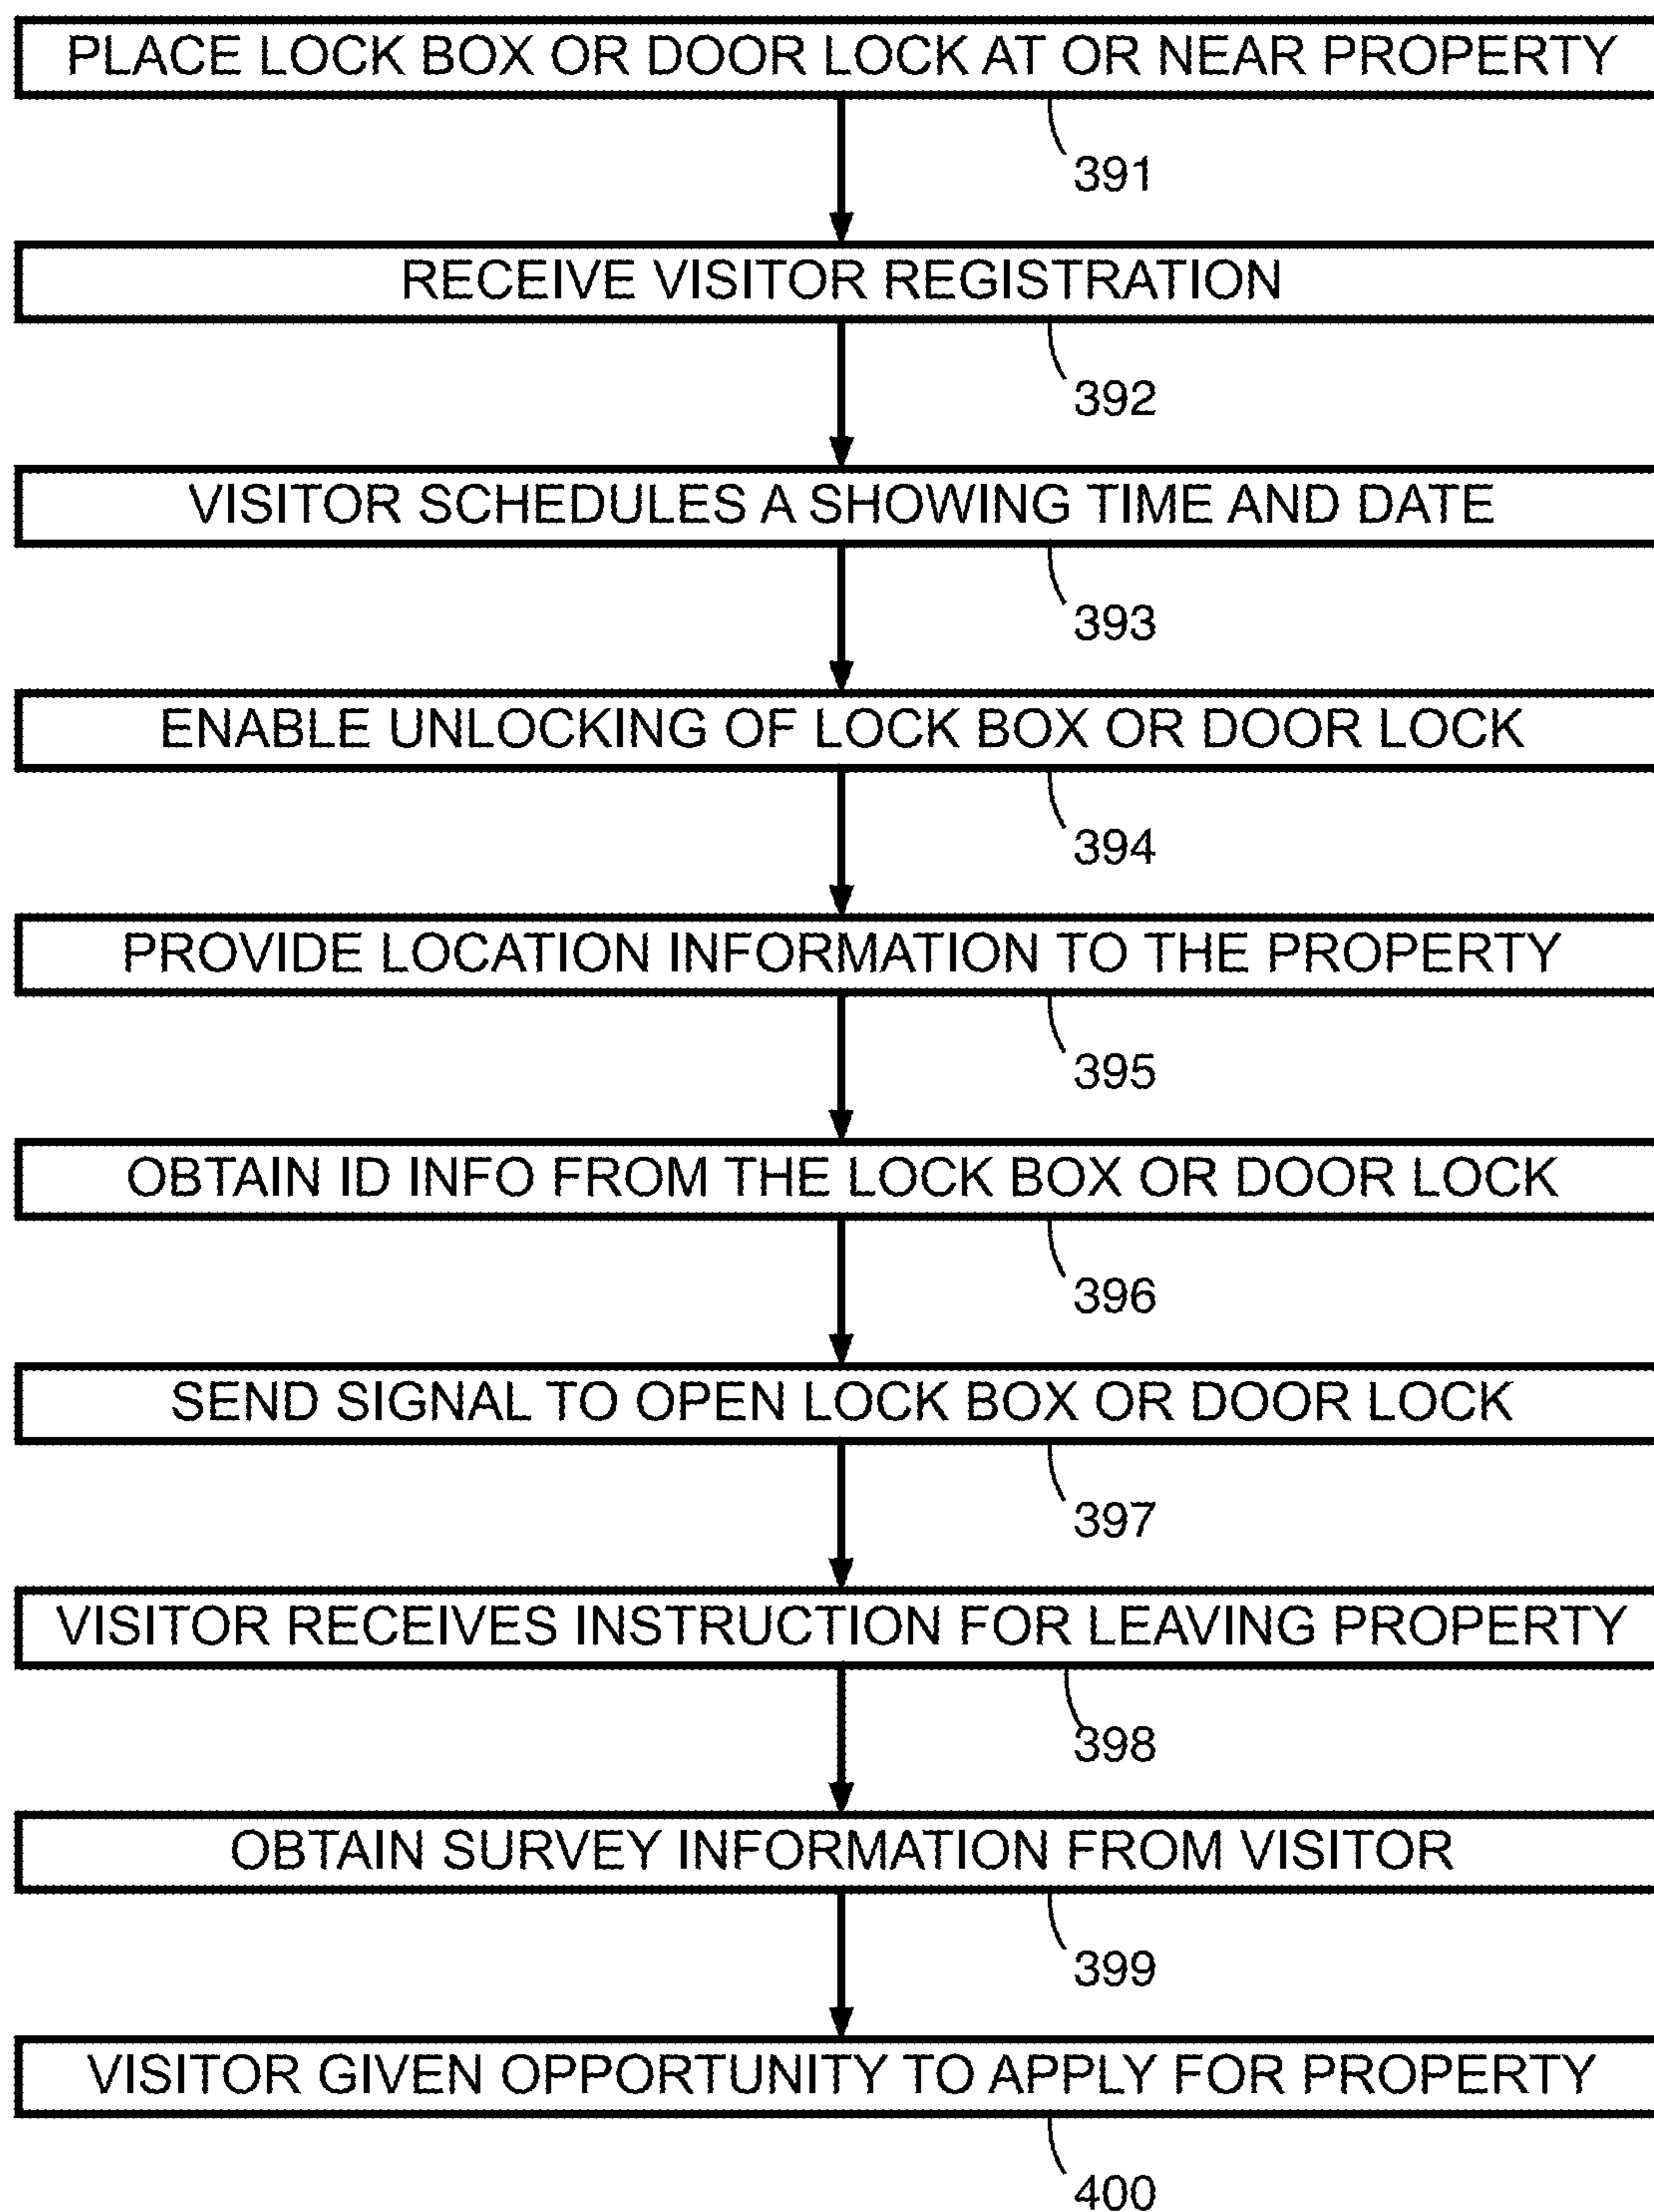 PLACE LOCK BOX OR DOOR LOCK AT OR NEAR PROPERTY
391
RECEIVE VISITOR REGISTRATION
392
VISITOR SCHEDULES A SHOWING TIME AND DATE
393
ENABLE UNLOCKING OF LOCK BOX OR DOOR LOCK
394
PROVIDE LOCATION INFORMATION TO THE PROPERTY
395
OBTAIN ID INFO FROM THE LOCK BOX OR DOOR LOCK
396
SEND SIGNAL TO OPEN LOCK BOX OR DOOR LOCK
397
VISITOR RECEIVES INSTRUCTION FOR LEAVING PROPERTY
398
OBTAIN SURVEY INFORMATION FROM VISITOR
399
VISITOR GIVEN OPPORTUNITY TO APPLY FOR PROPERTY
400